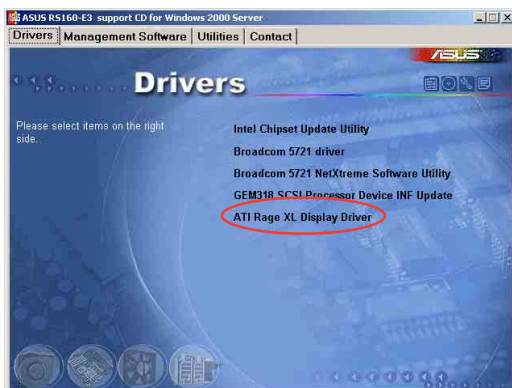 ASUS RS160-E3 support CD for Windows 2000 Server
Drivers Management Software Utilities Contact
ASUS
Drivers
Please select items on the right
side.
Intel Chipset Update Utility
Broadcom 5721 driver
Broadcom 5721 NetXtreme Software Utility
GEM318 SCSI Processor Device INF Update
ATI Rage XL Display Driver